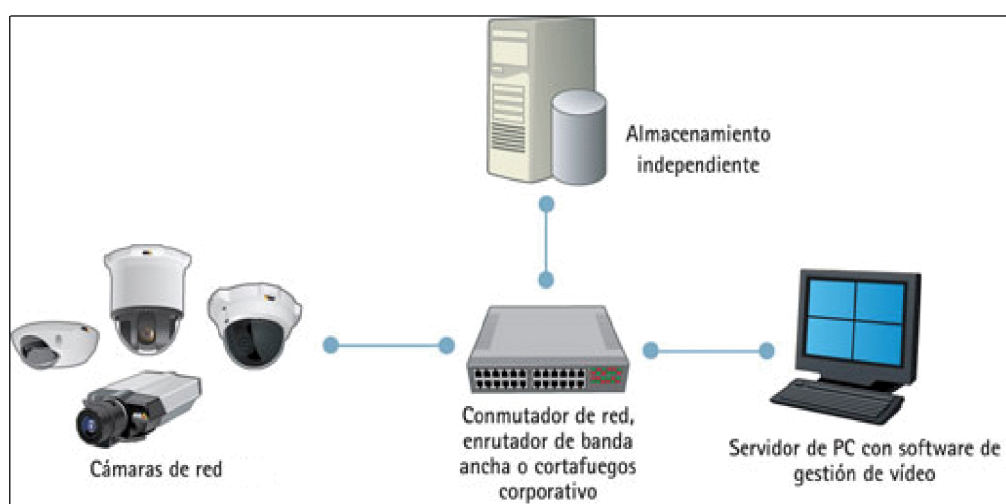 Almacenamiento
independiente
Cámaras de red
Conmutador de red,
enrutador de banda
ancha o cortafuegos
corporativo
Servidor de PC con software de
gestión de vídeo